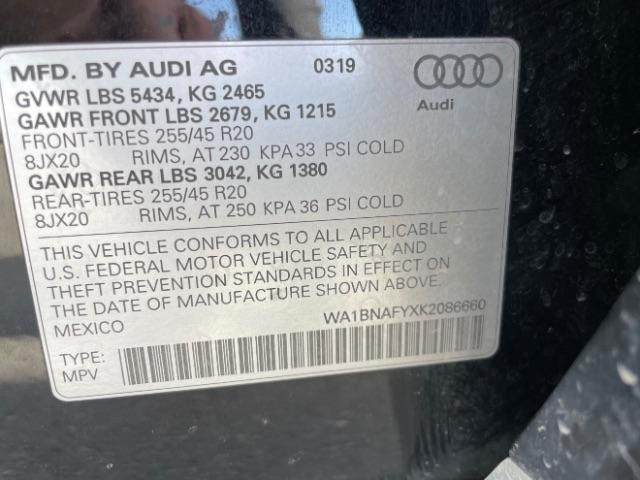 MFD. BY AUDI AG 0319
GVWR LBS 5434, KG 2465
GAWR FRONT LBS 2679, KG 1215
Audi
FRONT-TIRES 255/45 R20
8JX20 RIMS, AT 230 KPA 33 PSI COLD
GAWR REAR LBS 3042, KG 1380
REAR-TIRES 255/45 R20
8JX20 RIMS, AT 250 KPA 36 PSI COLD
THIS VEHICLE CONFORMS TO ALL APPLICABLE
U.S. FEDERAL MOTOR VEHICLE SAFETY AND
THEFT PREVENTION STANDARDS IN EFFECT ON
THE DATE OF MANUFACTURE SHOWN ABOVE.
MEXICO WA1BNAFYXK2086660
TYPE:
MPV